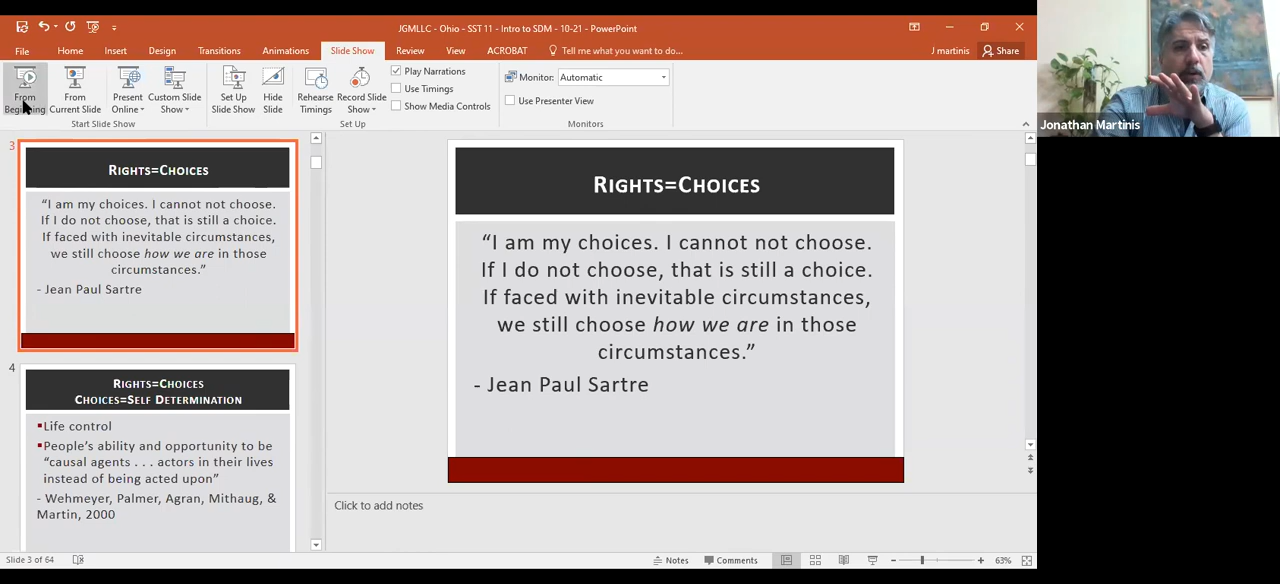 JGMLLC - Ohio - SST 11 - Intro to SDM - 10-21 - PowerPoint
File Home Insert Design Transitions Animations Slide Show Review View ACROBAT Tell me what you want to do... J martinis Share
From Beginning
From Current Slide
Present Online
Custom Slide Show
Set Up Slide Show
Hide Slide
Rehearse Timings
Record Slide Show
Play Narrations
Use Timings
Show Media Controls
Monitor: Automatic
Use Presenter View
Start Slide Show
Set Up
Monitors
Jonathan Martinis
3
Rights=Choices
“I am my choices. I cannot not choose.
If I do not choose, that is still a choice.
If faced with inevitable circumstances,
we still choose how we are in those
circumstances.”
- Jean Paul Sartre
4
Rights=Choices
Choices=Self Determination
▪Life control
▪People’s ability and opportunity to be
“causal agents . . . actors in their lives
instead of being acted upon”
- Wehmeyer, Palmer, Agran, Mithaug, &
Martin, 2000
Rights=Choices
“I am my choices. I cannot not choose.
If I do not choose, that is still a choice.
If faced with inevitable circumstances,
we still choose how we are in those
circumstances.”
- Jean Paul Sartre
Click to add notes
Slide 3 of 64
Notes Comments 63%